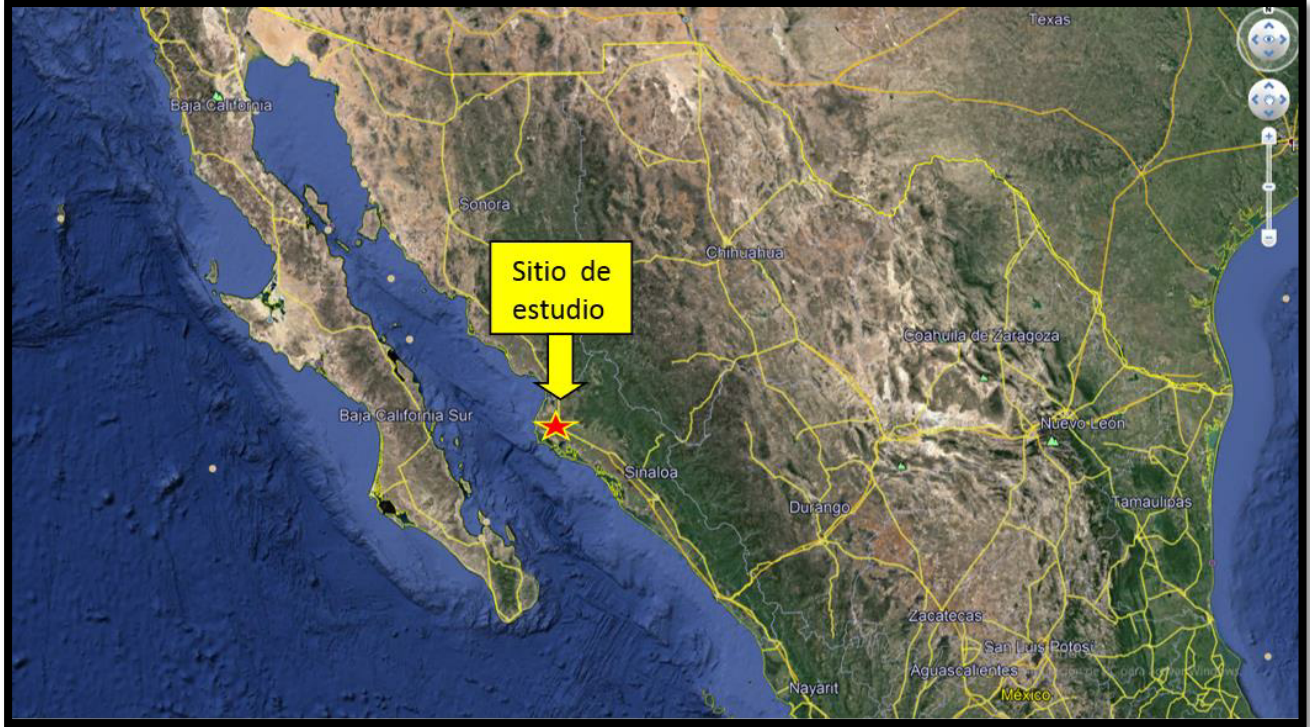 N
Texas
Baja California
Sonora
Sitio de
estudio
Chihuahua
Coahuila de Zaragoza
Baja California Sur
Nuevo León
Sinaloa
Tamaulipas
Durango
Zacatecas
San Luis Potosí
Aguascalientes
Nayarit
México